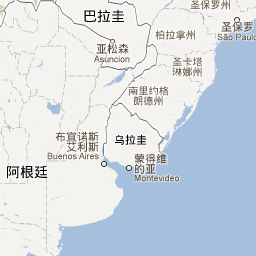 圣保罗州
圣保罗
São Paulo
巴拉圭
柏拉拿州
亚松森
Asuncion
圣卡塔
琳娜州
南里约格
朗德州
布宣诺斯
艾利斯
Buenos Aires
乌拉圭
蒙得维
的亚
Montevideo
阿根廷